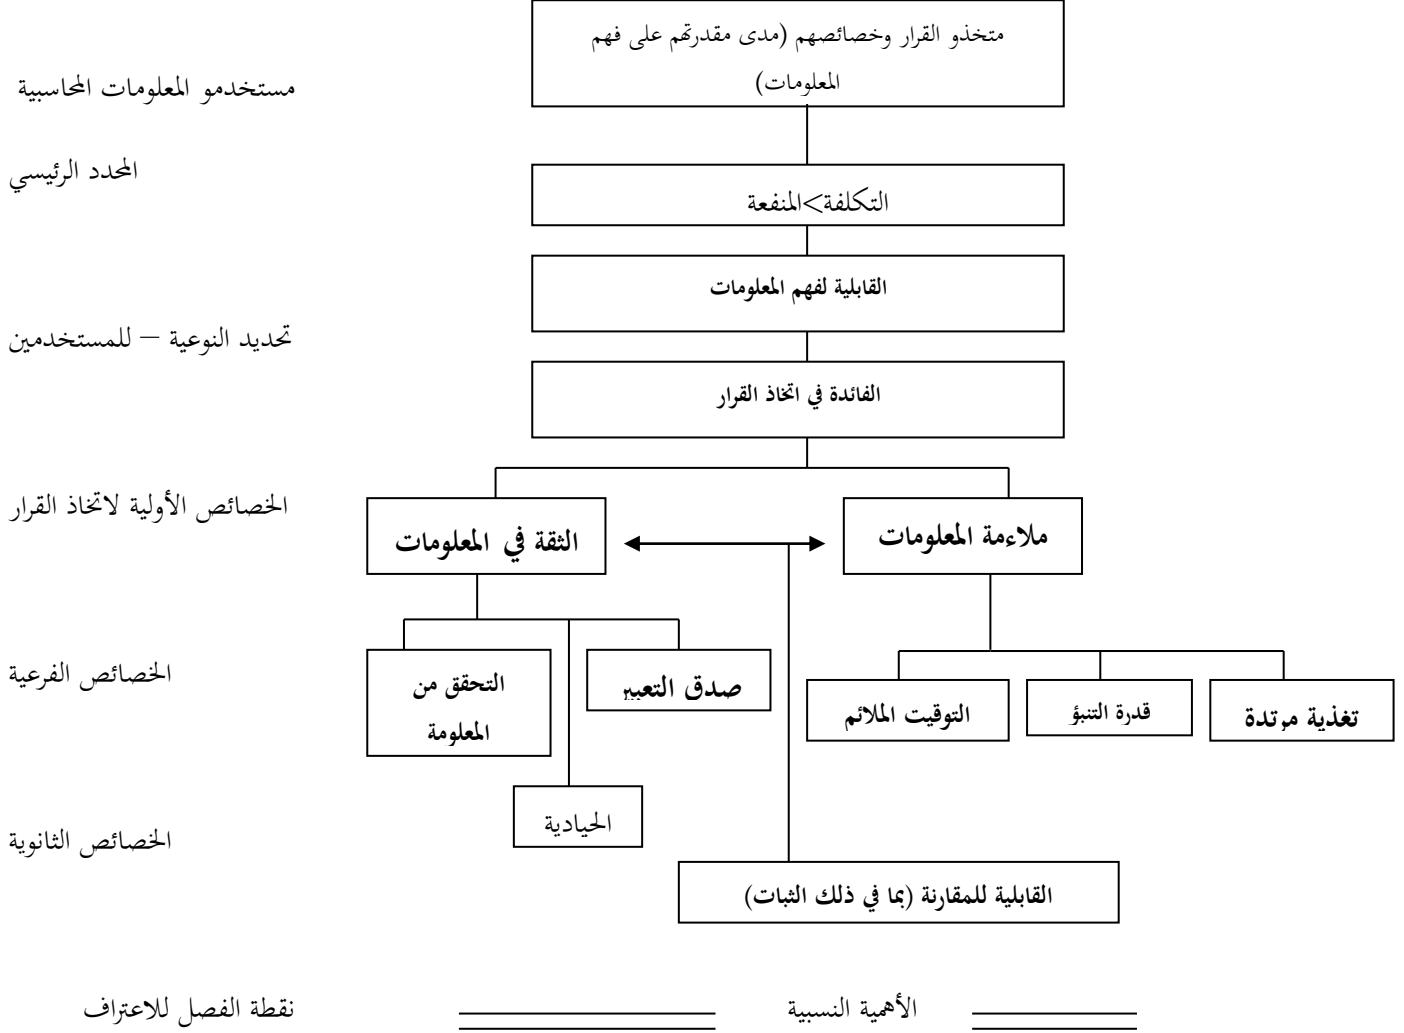 متخذو القرار وخصائصهم (مدى مقدرتهم على فهم
المعلومات)
مستخدمو المعلومات المحاسبية
المحدد الرئيسي
التكلفة>المنفعة
القابلية لفهم المعلومات
تحديد النوعية – للمستخدمين
الفائدة في اتخاذ القرار
الخصائص الأولية لاتخاذ القرار
ملاءمة المعلومات
الثقة في المعلومات
الخصائص الفرعية
تغذية مرتدة
قدرة التنبؤ
التوقيت الملائم
صدق التعبير
التحقق من
المعلومة
الحيادية
الخصائص الثانوية
القابلية للمقارنة (بما في ذلك الثبات)
الأهمية النسبية
نقطة الفصل للاعتراف